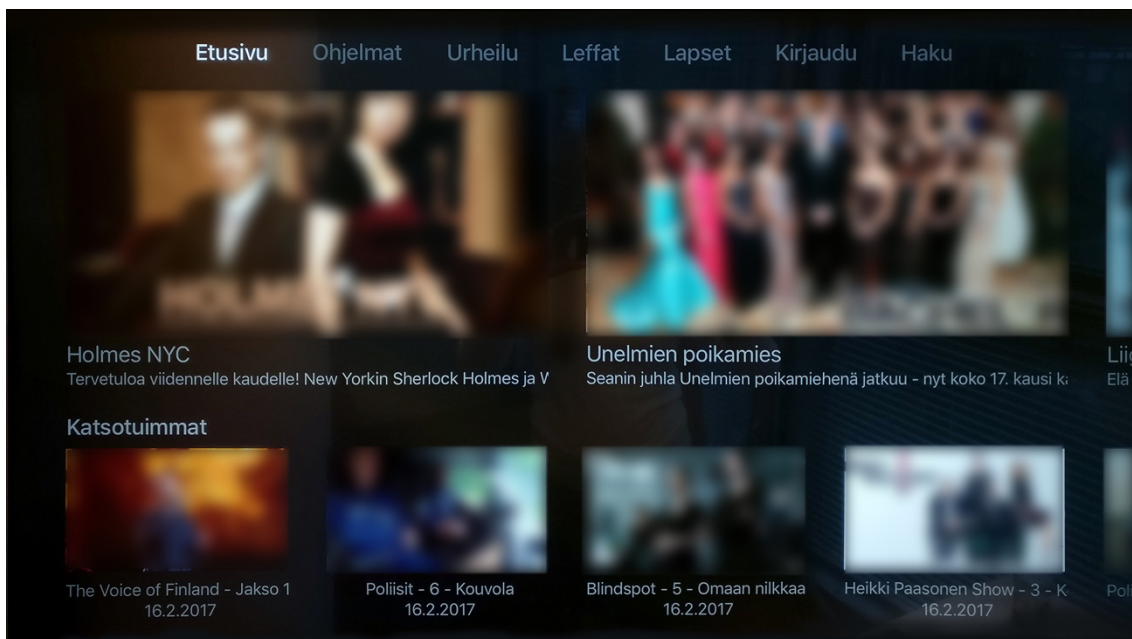 Etusivu Ohjelmat Urheilu Leffat Lapset Kirjaudu Haku
Holmes NYC
Tervetuloa viidennelle kaudelle! New Yorkin Sherlock Holmes ja
Unelmien poikamies
Seanin juhla Unelmien poikamiehenä jatkuu - nyt koko 17. kausi
Katsotuimmat
The Voice of Finland - Jakso 1
16.2.2017
Poliisit - 6 - Kouvola
16.2.2017
Blindspot - 5 - Omaan nilkkaa
16.2.2017
Heikki Paasonen Show - 3 - K
16.2.2017